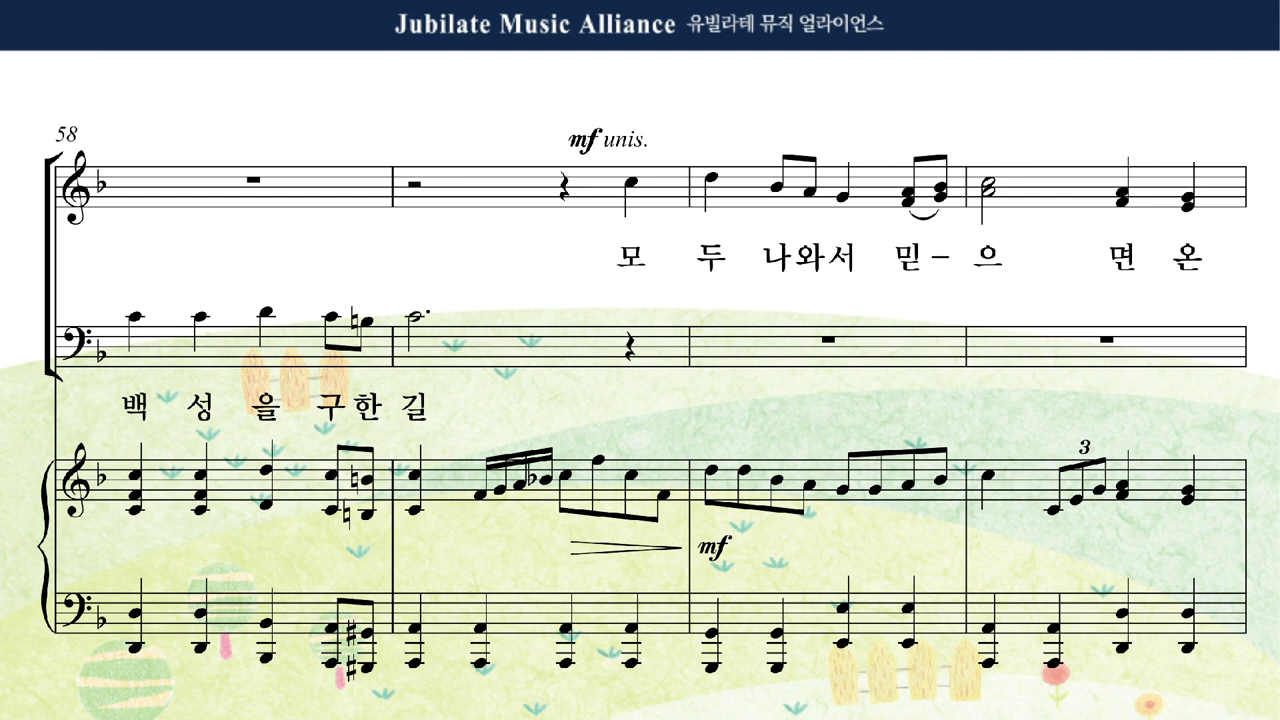 Jubilate Music Alliance 유빌라테 뮤직 얼라이언스
58
mf unis.
모 두 나와서 믿 – 으 면 온
백 성 을 구 한 길
3
mf